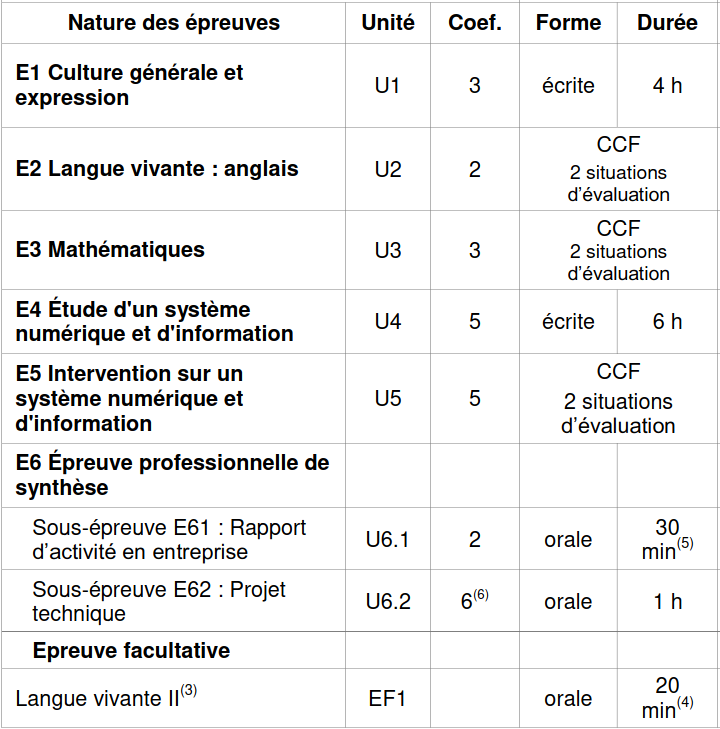 Nature des épreuves Unité Coef. Forme Durée
E1 Culture générale et
expression U1 3 écrite 4 h
E2 Langue vivante : anglais U2 2 CCF
2 situations
d’évaluation
E3 Mathématiques U3 3 CCF
2 situations
d’évaluation
E4 Étude d'un système
numérique et d'information U4 5 écrite 6 h
E5 Intervention sur un
système numérique et
d'information U5 5 CCF
2 situations
d’évaluation
E6 Épreuve professionnelle de
synthèse
Sous-épreuve E61 : Rapport
d’activité en entreprise U6.1 2 orale 30
min(5)
Sous-épreuve E62 : Projet
technique U6.2 6(6) orale 1 h
Epreuve facultative
Langue vivante II(3) EF1 orale 20
min(4)